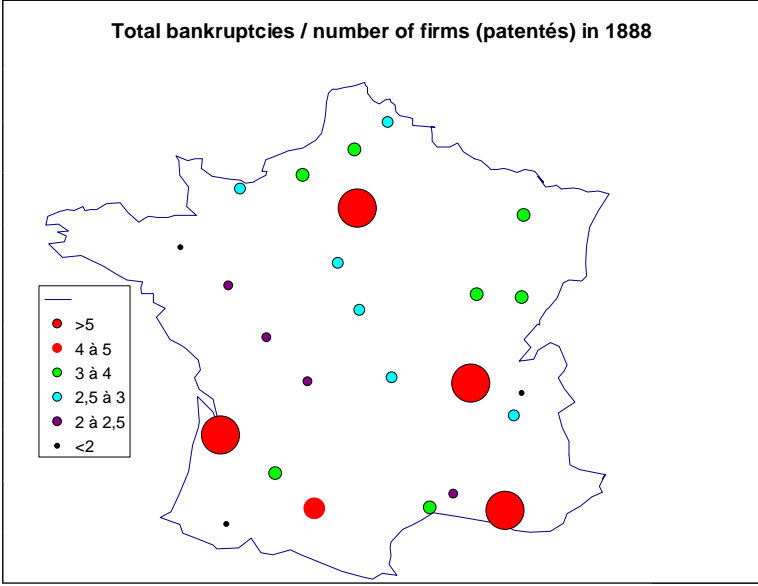 Total bankruptcies / number of firms (patentés) in 1888
>5
4 à 5
3 à 4
2,5 à 3
2 à 2,5
<2